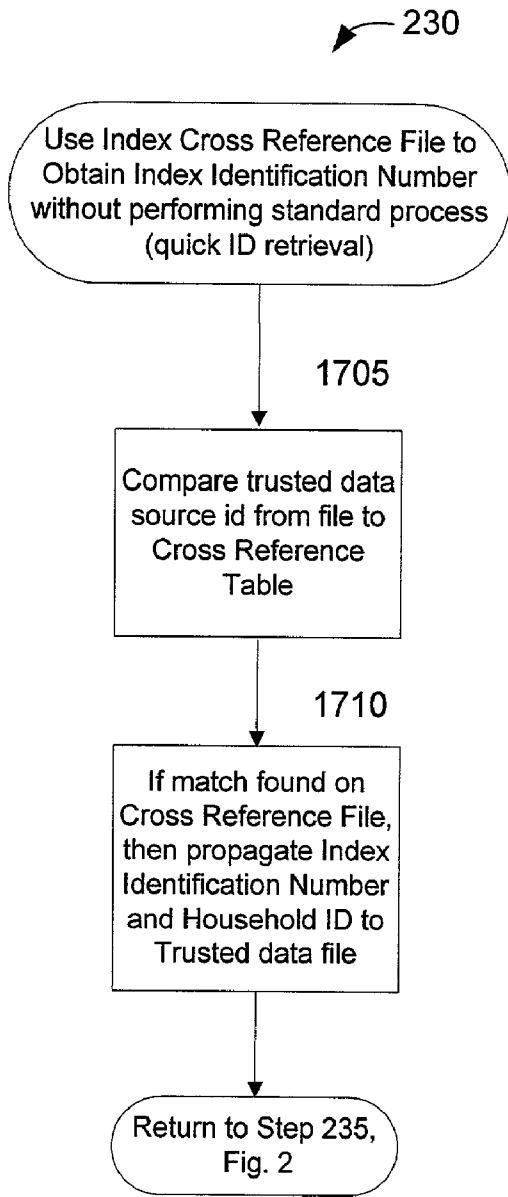 230
Use Index Cross Reference File to
Obtain Index Identification Number
without performing standard process
(quick ID retrieval)
1705
Compare trusted data
source id from file to
Cross Reference
Table
1710
If match found on
Cross Reference File,
then propagate Index
Identification Number
and Household ID to
Trusted data file
Return to Step 235,
Fig. 2